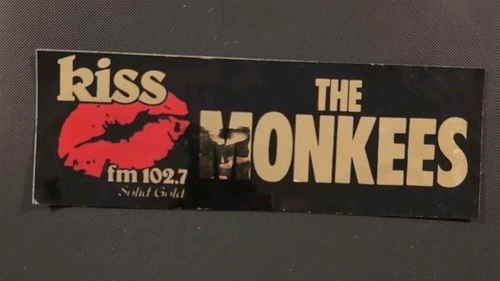 kiss
fm 102.7
Solid Gold
THE
MONKEES